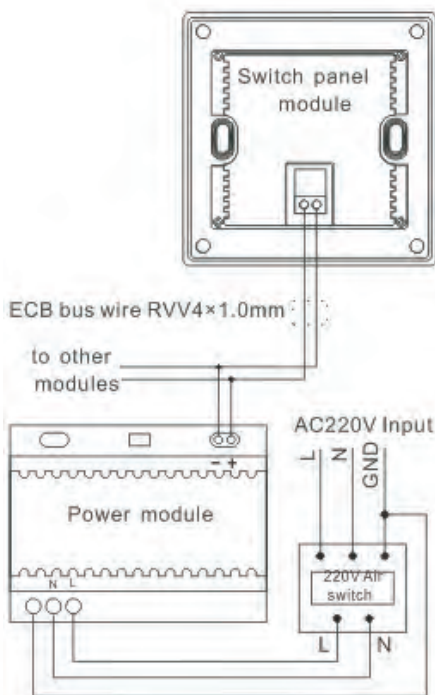 Switch panel
module
ECB bus wire RVV4×1.0mm
to other
modules
AC220V Input
L
N
GND
- +
Power module
N L
220V Air
switch
L
N